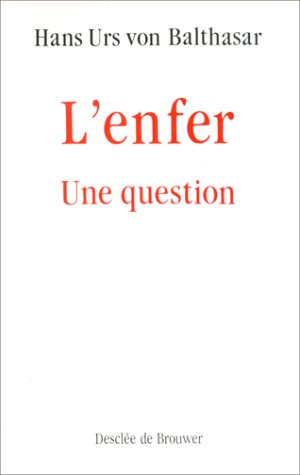 Hans Urs von Balthasar
L'enfer
Une question
Desclée de Brouwer